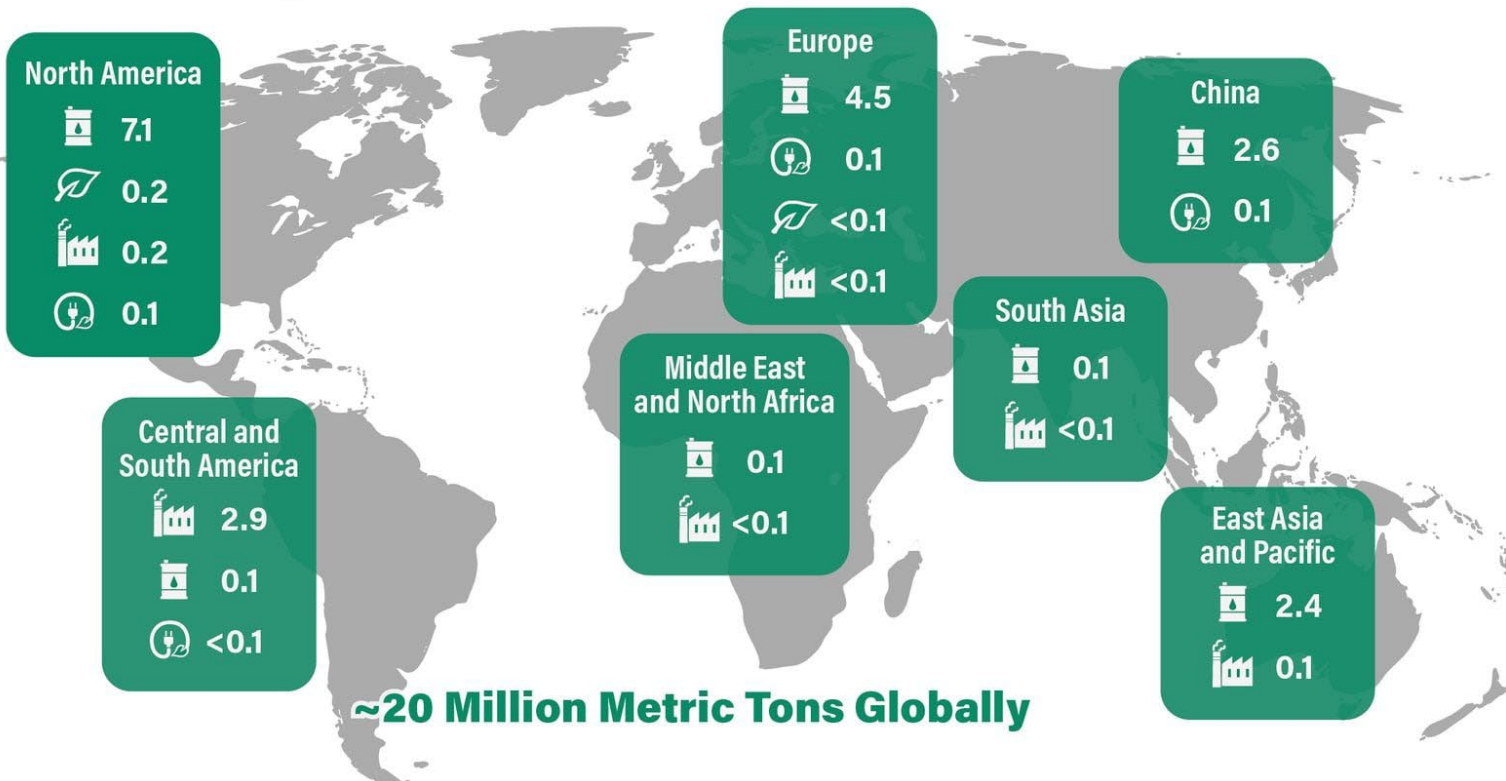 North America
7.1
0.2
0.2
0.1
Europe
4.5
0.1
<0.1
<0.1
China
2.6
0.1
South Asia
0.1
<0.1
Middle East
and North Africa
0.1
<0.1
Central and
South America
2.9
0.1
<0.1
East Asia
and Pacific
2.4
0.1
~20 Million Metric Tons Globally